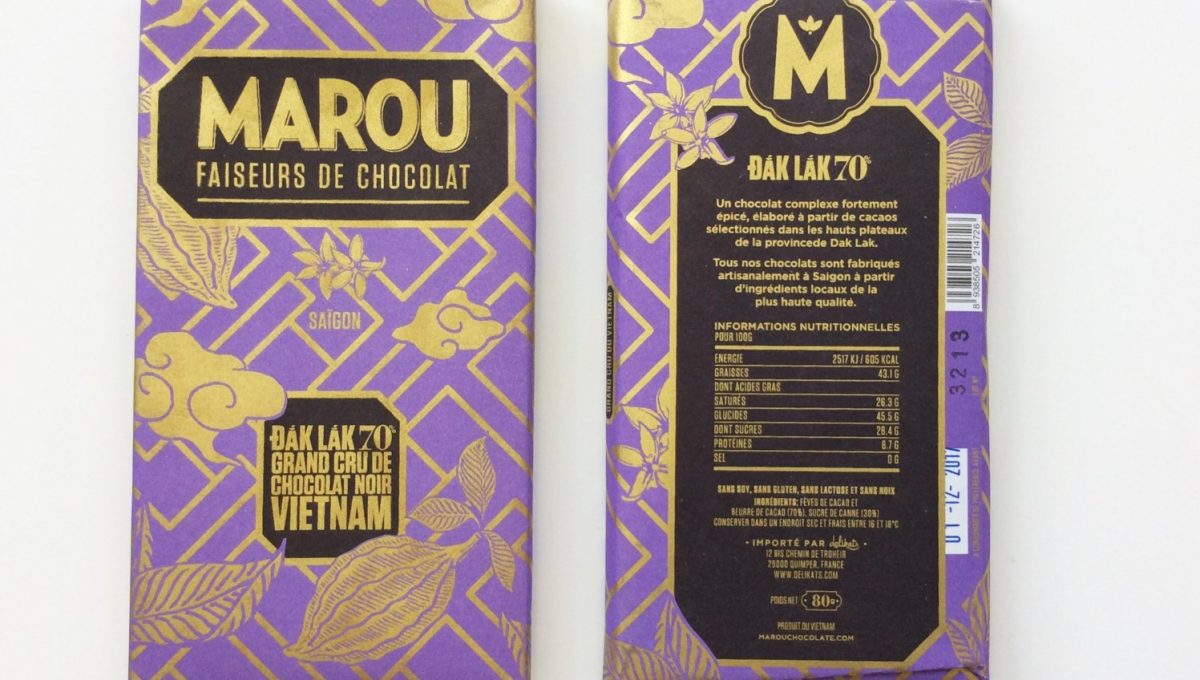 MAROU
FAISEURS DE CHOCOLAT
SAÏGON
ĐẮK LẮK 70%
GRAND CRU DE
CHOCOLAT NOIR
VIETNAM
M
ĐẮK LẮK 70%
Un chocolat complexe fortement
épicé, élaboré à partir de cacaos
sélectionnés dans les hauts plateaux
de la provincede Dak Lak.
Tous nos chocolats sont fabriqués
artisanalement à Saigon à partir
d'ingrédients locaux de la
plus haute qualité.
INFORMATIONS NUTRITIONNELLES
POUR 100G
ENERGIE 2517 KJ / 605 KCAL
GRAISSES 43.1 G
DONT ACIDES GRAS
SATURÉS 26.3 G
GLUCIDES 45.5 G
DONT SUCRES 28.4 G
PROTÉINES 8.7 G
SEL 0 G
SANS SOY, SANS GLUTEN, SANS LACTOSE ET SANS NOIX
INGRÉDIENTS: FÈVES DE CACAO ET
BEURRE DE CACAO (70%), SUCRE DE CANNE (30%)
CONSERVER DANS UN ENDROIT SEC ET FRAIS ENTRE 16 ET 18°C
• IMPORTÉ PAR delikats •
12 BIS CHEMIN DE TROHEIR
29000 QUIMPER, FRANCE
WWW.DELIKATS.COM
POIDS NET 80g
PRODUIT DU VIETNAM
MAROUCHOCOLATE.COM
GRAND CRU DU VIETNAM
8 938505 214726
3213
01-12-2017